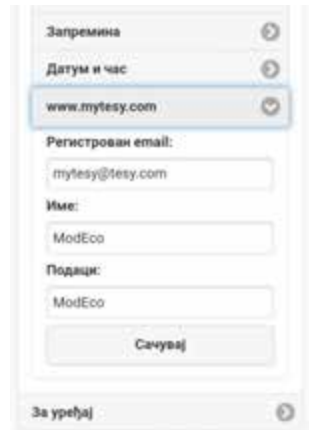 Запремина
Датум и час
www.mytesy.com
Регистрован email:
mytesy@tesy.com
Име:
ModEco
Подаци:
ModEco
Сачувај
За уређај